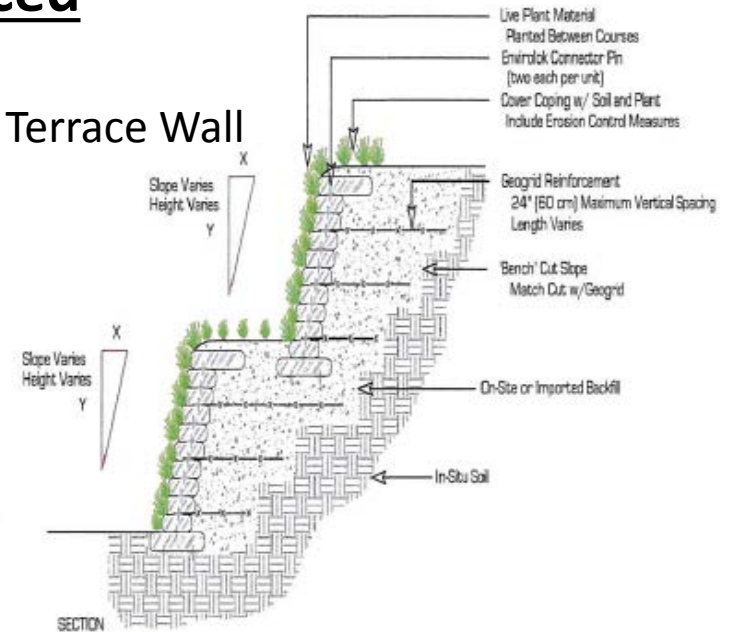 Terrace Wall
Live Plant Material
Planted Between Courses
Envirolok Connector Pin
(two each per unit)
Cover Coping w/ Soil and Plant
Include Erosion Control Measures
X
Slope Varies
Height Varies
Y
Geogrid Reinforcement
24" (60 cm) Maximum Vertical Spacing
Length Varies
'Bench' Cut Slope
Match Cut w/Geogrid
X
Slope Varies
Height Varies
Y
On-Site or Imported Backfill
In-Situ Soil
SECTION